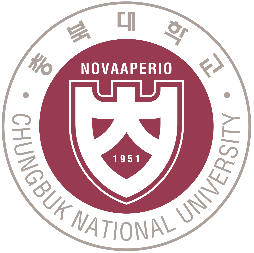 충북대학교
NOVAAPERIO
1951
CHUNGBUK NATIONAL UNIVERSITY